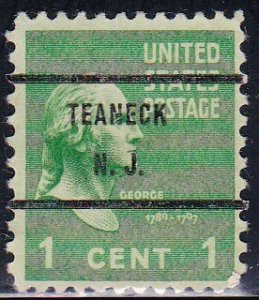 UNITED
STATES
POSTAGE
TEANECK
N. J.
GEORGE
1789-1797
1 CENT 1